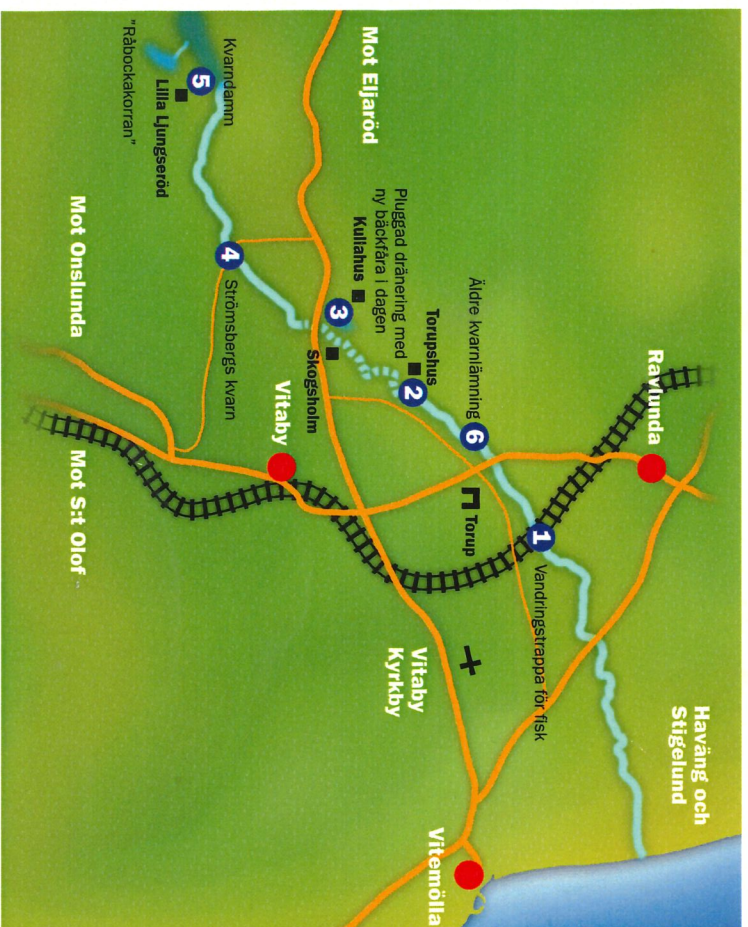 Ravlunda
Haväng och
Stigelund
Äldre kvarnlämning
6
1
Vandringstrappa för fisk
Torup
Torupshus
2
Pluggad dränering med
ny bäckfåra i dagen
Vitemölla
Vitaby
Kyrkby
Mot Eljaröd
Kullahus
3
Skogsholm
Vitaby
Kvarndamm
5
4
Strömsbergs kvarn
Lilla Ljungseröd
"Råbockakorran"
Mot Onslunda
Mot S:t Olof